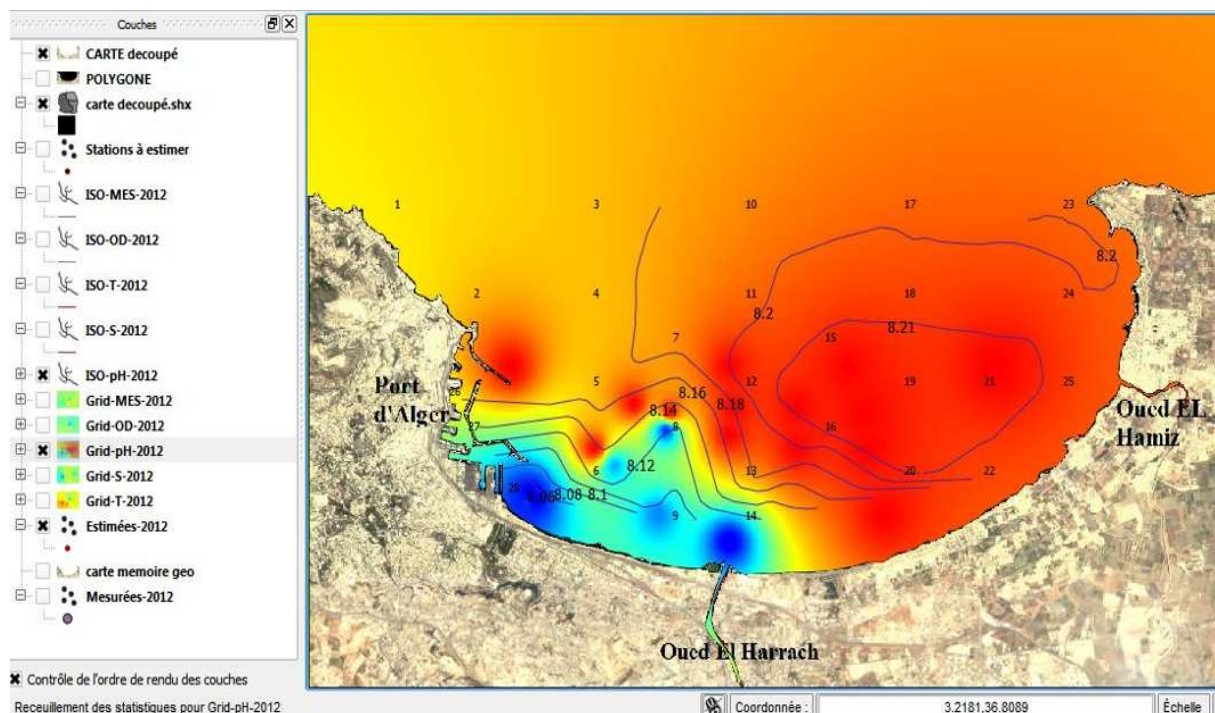 Couches
CARTE decoupé
POLYGONE
carte decoupé.shx
Stations à estimer
ISO-MES-2012
ISO-OD-2012
ISO-T-2012
ISO-S-2012
ISO-pH-2012
Grid-MES-2012
Grid-OD-2012
Grid-pH-2012
Grid-S-2012
Grid-T-2012
Estimées-2012
carte memoire geo
Mesurées-2012
Contrôle de l'ordre de rendu des couches
1 3 10 17 23
8.2
2 4 11 18 24
8.2 8.21
7 15
Port
d'Alger
26 5 12 19 21 25
8.16
8.14 8.18
Oued EL
Hamiz
27 8 16
8.12
6 13 20 22
28 8.08 8.1
9 14
Oued El Harrach
Receuillement des statistiques pour Grid-pH-2012
Coordonnée :
3.2181,36.8089
Échelle